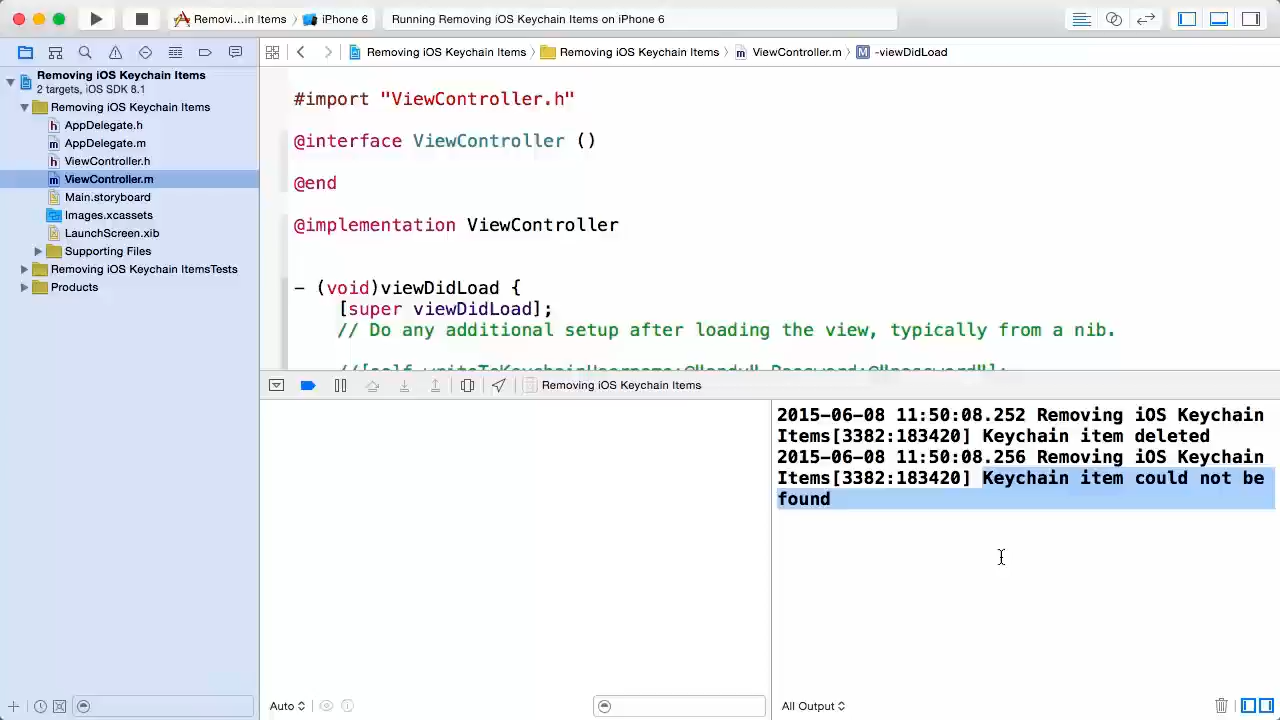 Removi...in Items
iPhone 6
Running Removing iOS Keychain Items on iPhone 6
Removing iOS Keychain Items
2 targets, iOS SDK 8.1
Removing iOS Keychain Items
AppDelegate.h
AppDelegate.m
ViewController.h
ViewController.m
Main.storyboard
Images.xcassets
LaunchScreen.xib
Supporting Files
Removing iOS Keychain ItemsTests
Products
Removing iOS Keychain Items
Removing iOS Keychain Items
ViewController.m
-viewDidLoad
#import "ViewController.h"
@interface ViewController ()
@end
@implementation ViewController
- (void)viewDidLoad {
[super viewDidLoad];
// Do any additional setup after loading the view, typically from a nib.
//[self writeToKeychainUsername:@"andy" Password:@"password"];
Removing iOS Keychain Items
2015-06-08 11:50:08.252 Removing iOS Keychain
Items[3382:183420] Keychain item deleted
2015-06-08 11:50:08.256 Removing iOS Keychain
Items[3382:183420] Keychain item could not be
found
Auto
All Output